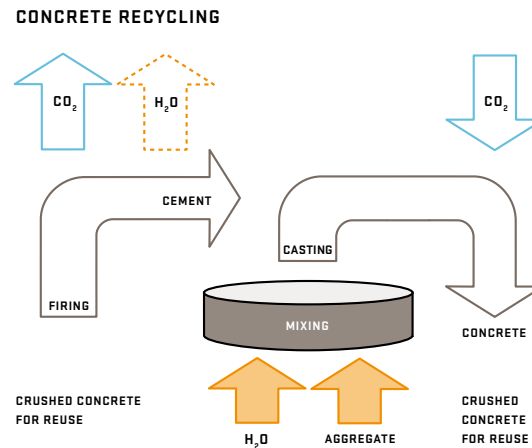 CONCRETE RECYCLING
CO₂
H₂O
CO₂
CEMENT
CASTING
FIRING
MIXING
CONCRETE
CRUSHED CONCRETE
FOR REUSE
H₂O
AGGREGATE
CRUSHED
CONCRETE
FOR REUSE